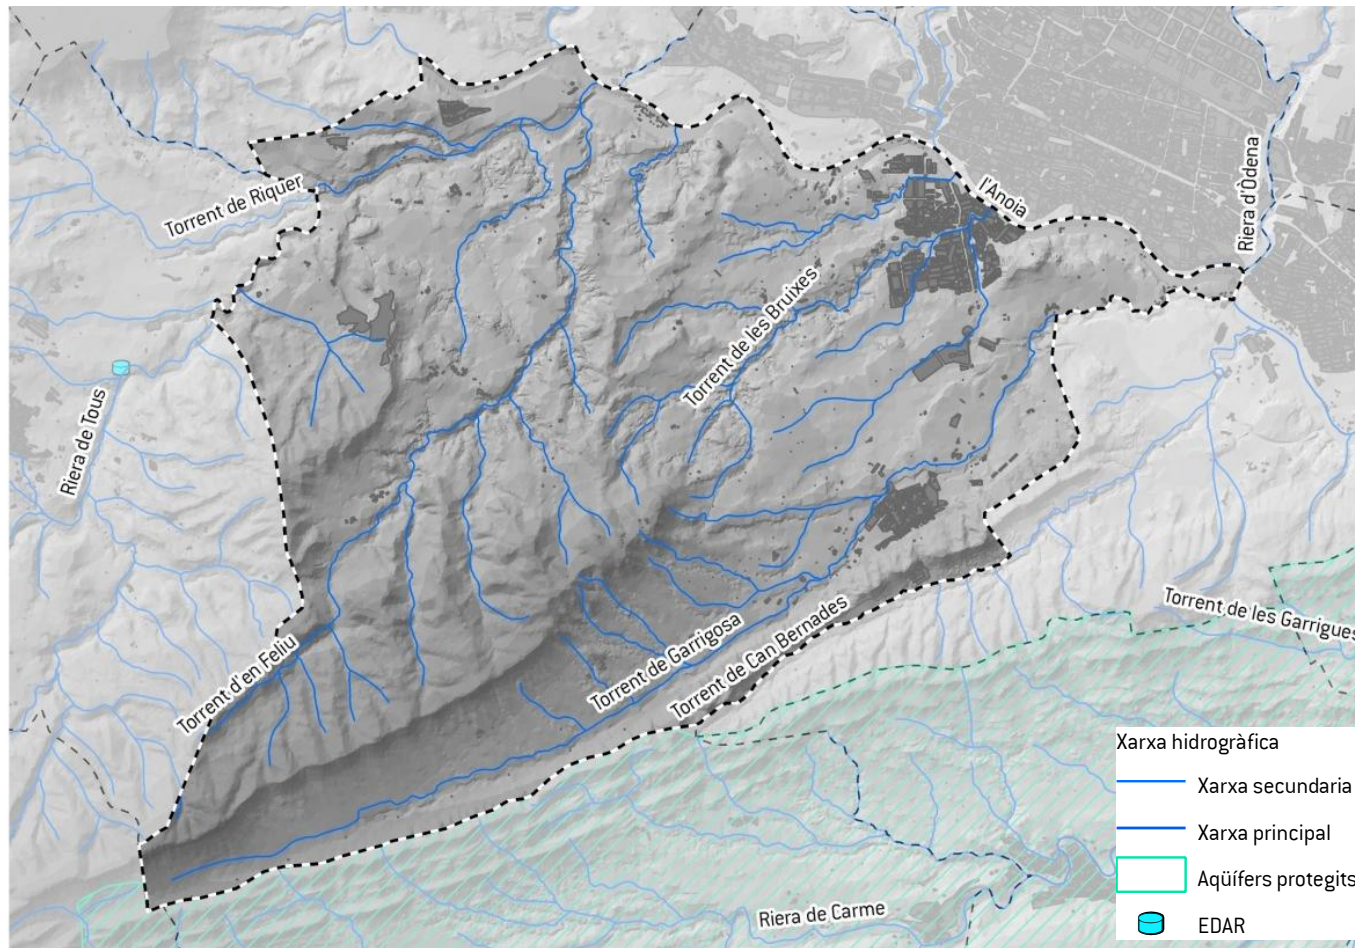 Torrent de Riquer
l'Anoia
Riera d'Òdena
Torrent de les Bruixes
Riera de Tous
Torrent d'en Feliu
Torrent de Garrigosa
Torrent de Can Bernades
Torrent de les Garrigues
Riera de Carme
Xarxa hidrogràfica
Xarxa secundaria
Xarxa principal
Aqüífers protegits
EDAR